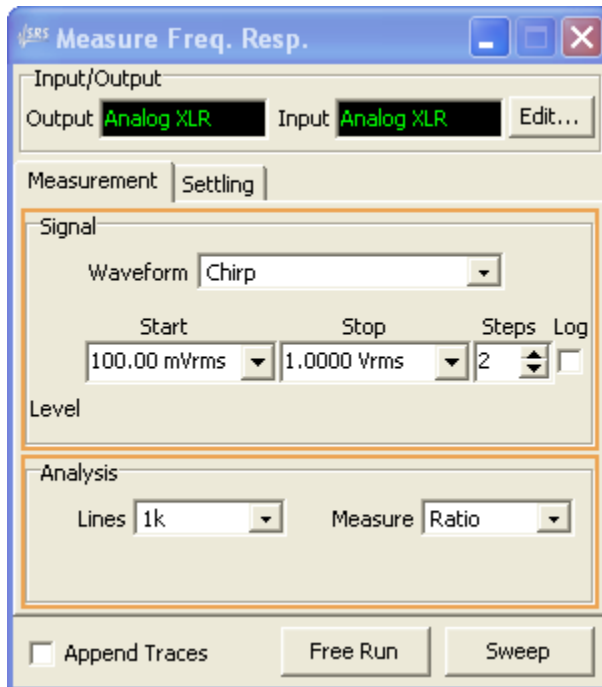 SRS Measure Freq. Resp.
Input/Output
Output Analog XLR Input Analog XLR Edit...
Measurement Settling
Signal
Waveform Chirp
Start Stop Steps Log
100.00 mVrms 1.0000 Vrms 2
Level
Analysis
Lines 1k Measure Ratio
Append Traces Free Run Sweep